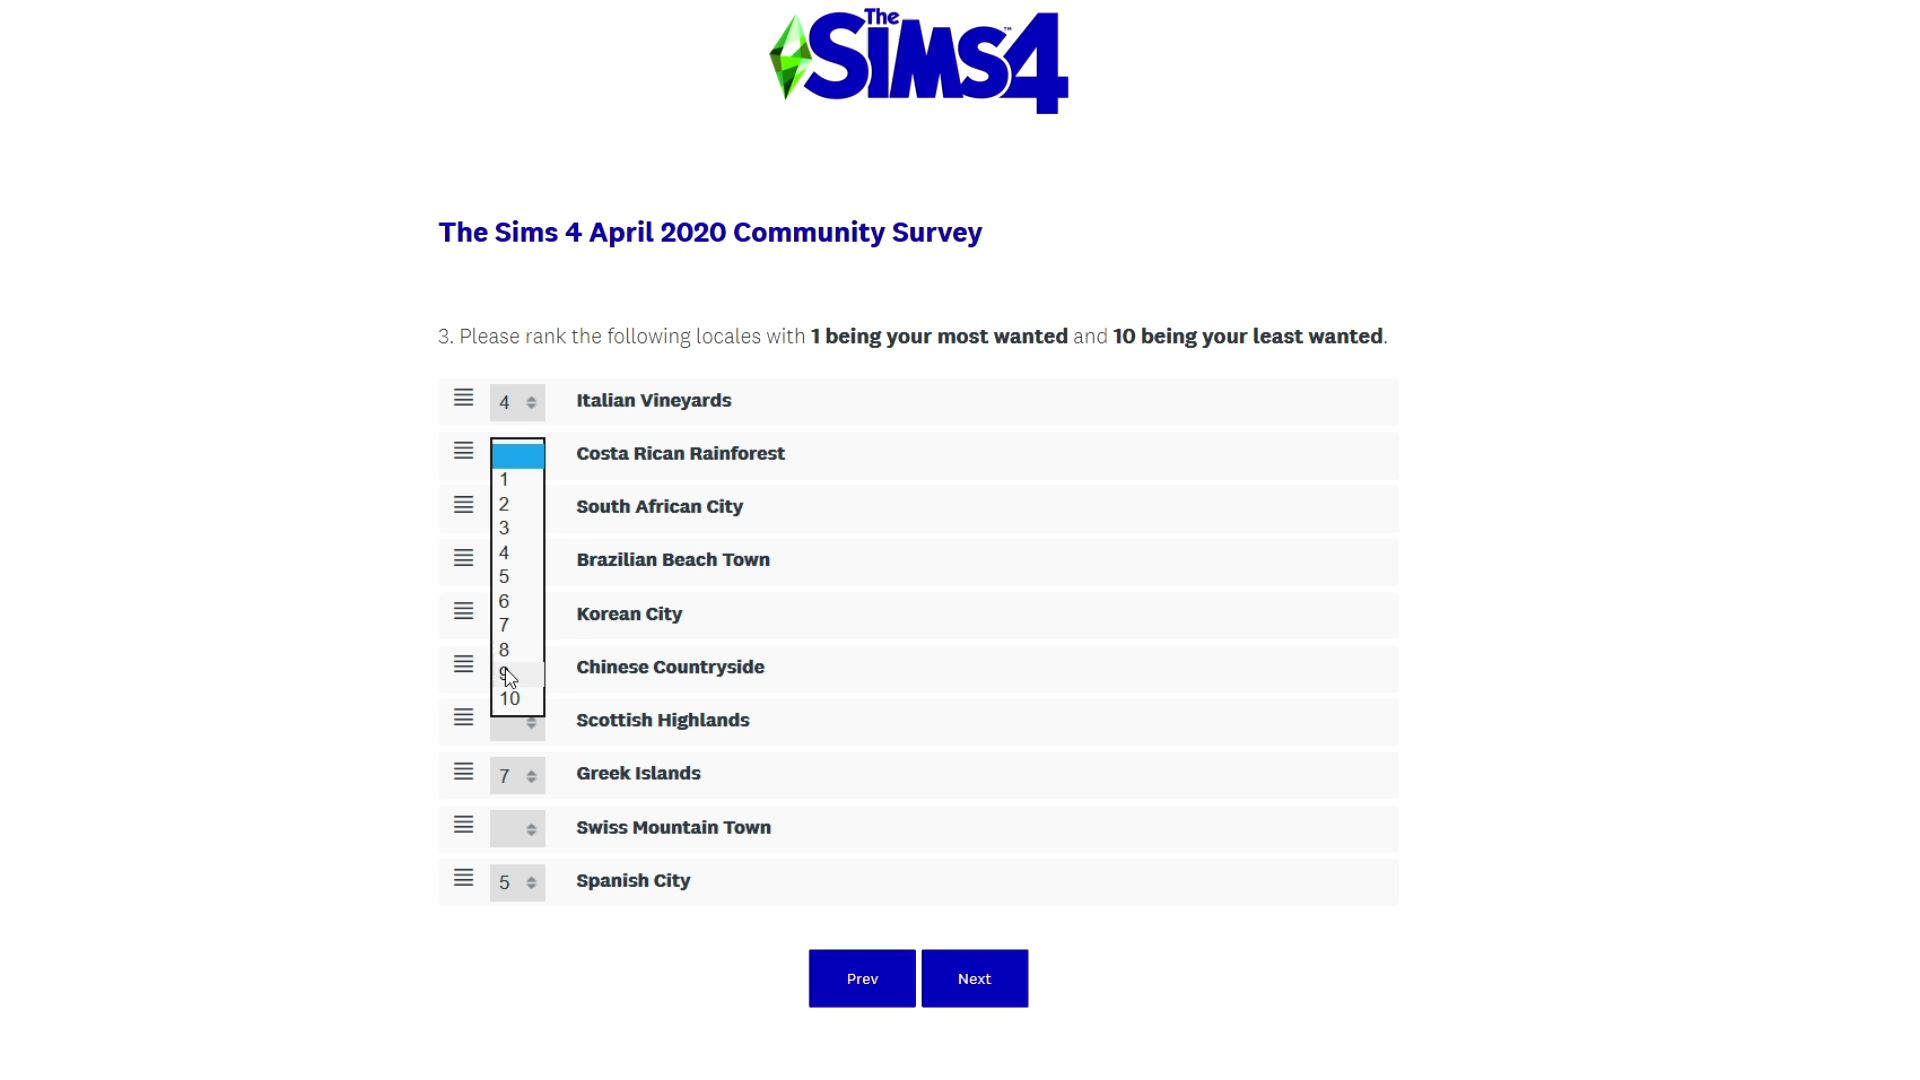 The
SiMS4™
The Sims 4 April 2020 Community Survey
3. Please rank the following locales with 1 being your most wanted and 10 being your least wanted.
4 Italian Vineyards
Costa Rican Rainforest
1
South African City
2
3
4
Brazilian Beach Town
5
6
Korean City
7
8
Chinese Countryside
9
10
Scottish Highlands
7 Greek Islands
Swiss Mountain Town
5 Spanish City
Prev Next